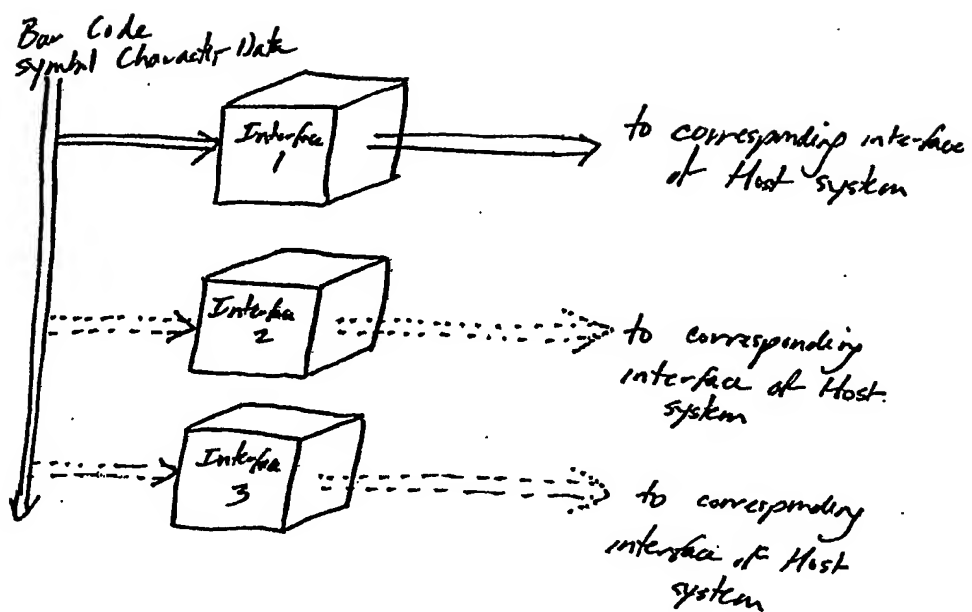 Bar Code
symbol Character Data
Interface
1
to corresponding interface
of Host system
Interface
2
to corresponding
interface of Host
system
Interface
3
to corresponding
interface of Host
system